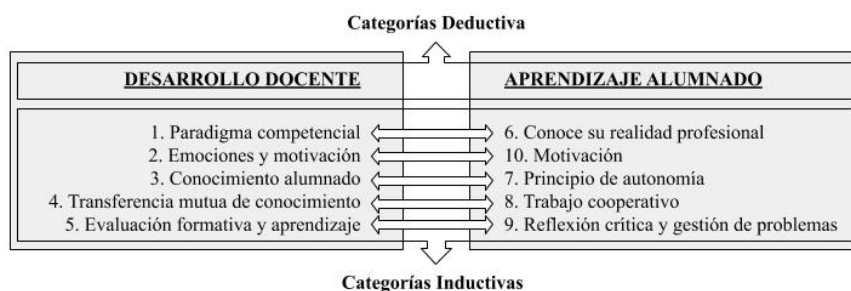 Categorías Deductiva
DESARROLLO DOCENTE APRENDIZAJE ALUMNADO
1. Paradigma competencial 6. Conoce su realidad profesional
2. Emociones y motivación 10. Motivación
3. Conocimiento alumnado 7. Principio de autonomía
4. Transferencia mutua de conocimiento 8. Trabajo cooperativo
5. Evaluación formativa y aprendizaje 9. Reflexión crítica y gestión de problemas
Categorías Inductivas